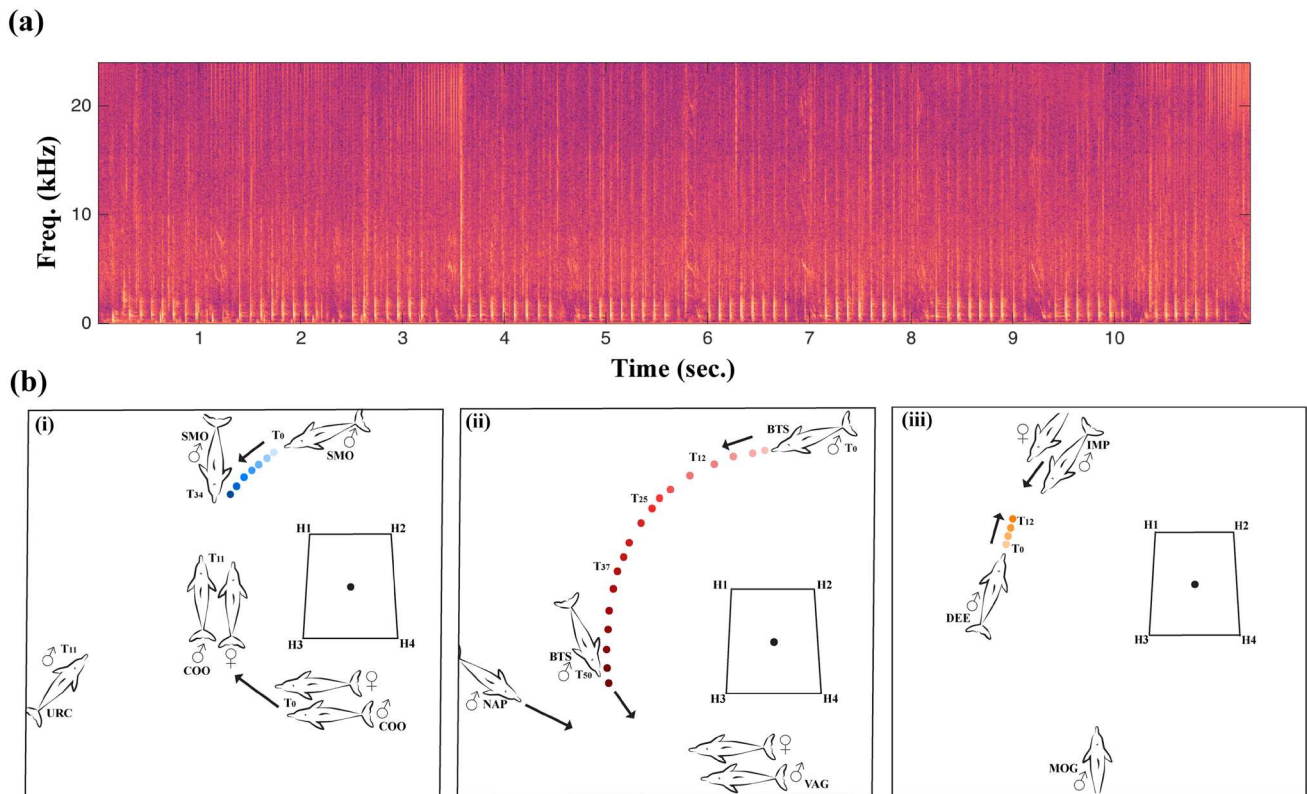 (a)
Freq. (kHz)
20
10
0
1 2 3 4 5 6 7 8 9 10
Time (sec.)
(b)
(i)
SMO
♂
T0
SMO
♂
T34
H1 H2
T11
H3 H4
♂ T11
♂
COO
♀
URC
♀
T0
♂
COO
(ii)
BTS
♂ T0
T12
T25
T37
H1 H2
BTS
♂
T50
H3 H4
♂ NAP
♀
♂
VAG
(iii)
♀
IMP
♂
T12
T0
H1 H2
♂
DEE
H3 H4
MOG
♂